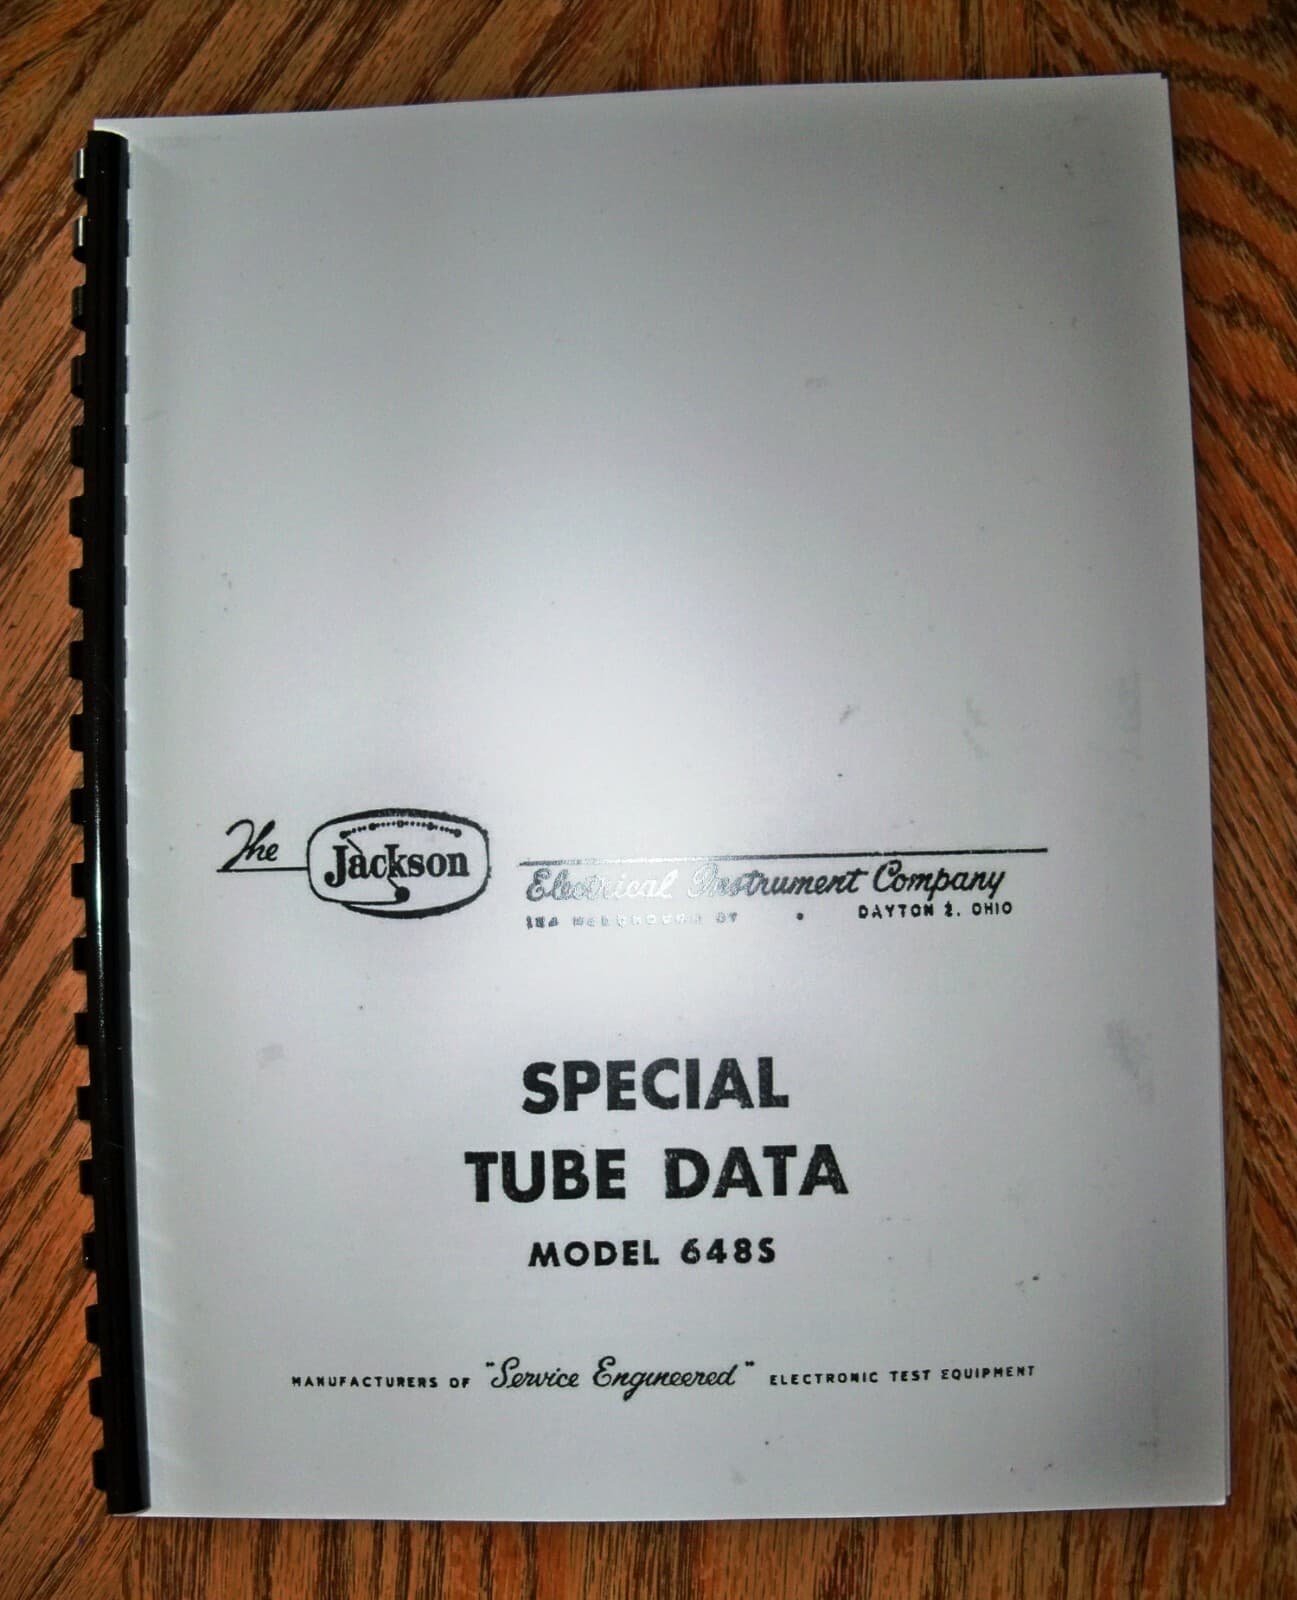 The Jackson Electrical Instrument Company
DAYTON 2, OHIO
SPECIAL
TUBE DATA
MODEL 648S
MANUFACTURERS OF "Service Engineered" ELECTRONIC TEST EQUIPMENT